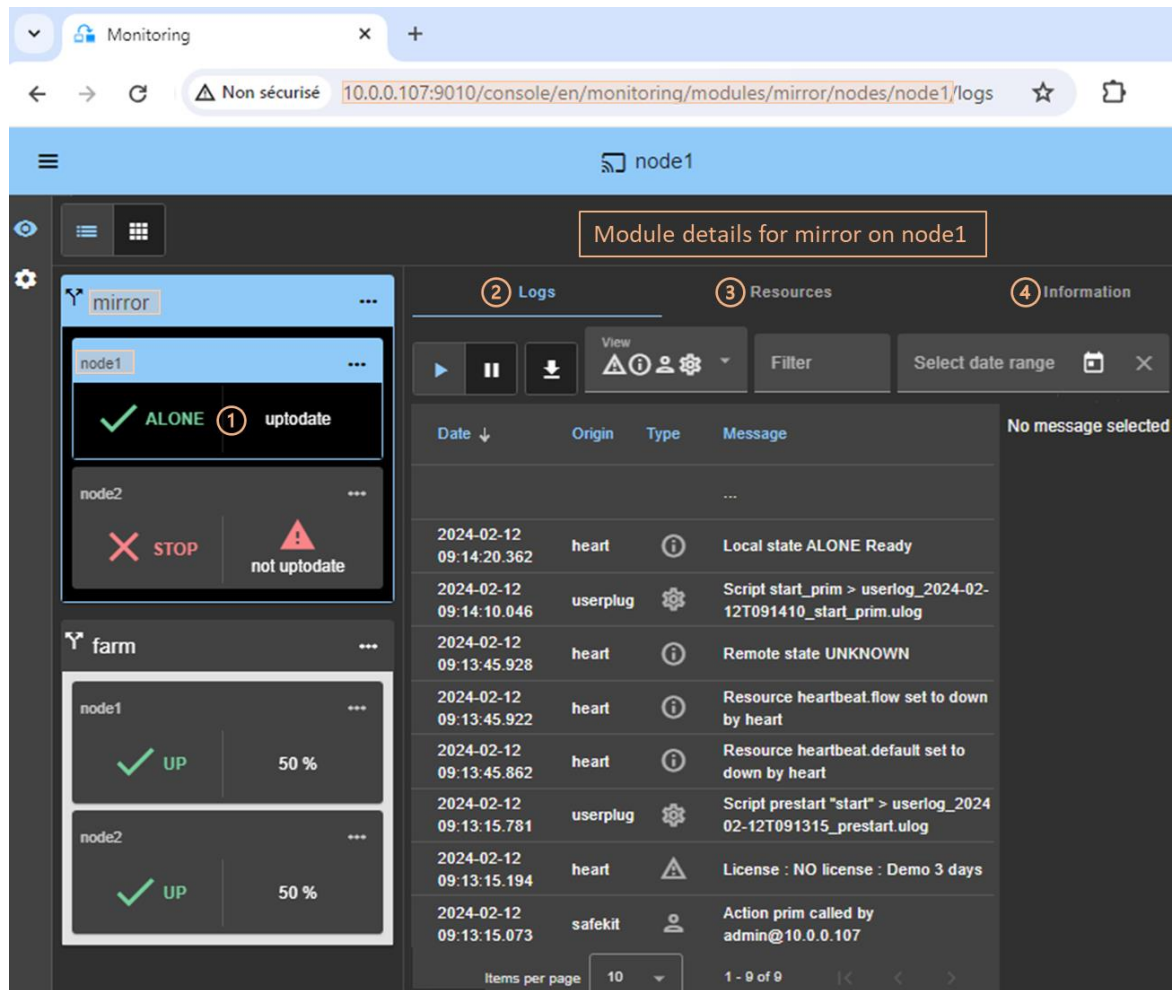 Monitoring
Non sécurisé 10.0.0.107:9010/console/en/monitoring/modules/mirror/nodes/node1/logs
node1
Module details for mirror on node1
mirror
node1
ALONE 1 uptodate
node2
STOP
not uptodate
farm
node1
UP 50 %
node2
UP 50 %
2 Logs 3 Resources 4 Information
View
Filter
Select date range
Date Origin Type Message
No message selected
...
2024-02-12
09:14:20.362 heart Local state ALONE Ready
2024-02-12
09:14:10.046 userplug Script start_prim > userlog_2024-02-
12T091410_start_prim.ulog
2024-02-12
09:13:45.928 heart Remote state UNKNOWN
2024-02-12
09:13:45.922 heart Resource heartbeat.flow set to down
by heart
2024-02-12
09:13:45.862 heart Resource heartbeat.default set to
down by heart
2024-02-12
09:13:15.781 userplug Script prestart "start" > userlog_2024
02-12T091315_prestart.ulog
2024-02-12
09:13:15.194 heart License : NO license : Demo 3 days
2024-02-12
09:13:15.073 safekit Action prim called by
admin@10.0.0.107
Items per page 10 1 - 9 of 9